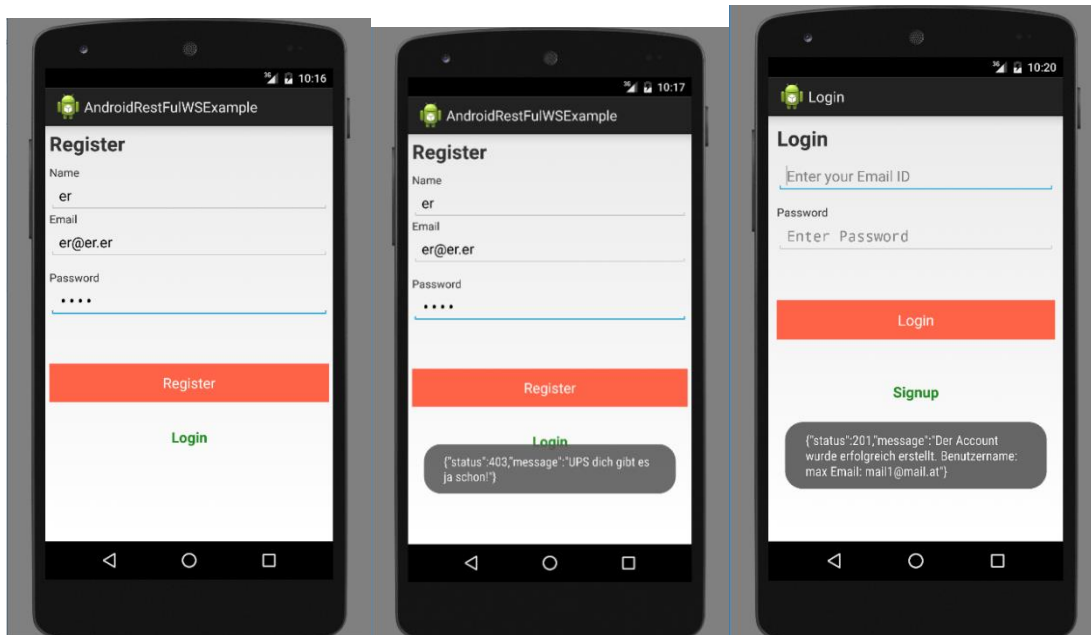 3G 10:16
AndroidRestFulWSExample
Register
Name
er
Email
er@er.er
Password
••••
Register
Login
3G 10:17
AndroidRestFulWSExample
Register
Name
er
Email
er@er.er
Password
••••
Register
Login
{"status":403,"message":"UPS dich gibt es
ja schon!"}
3G 10:20
Login
Login
Enter your Email ID
Password
Enter Password
Login
Signup
{"status":201,"message":"Der Account
wurde erfolgreich erstellt. Benutzername:
max Email: mail1@mail.at"}